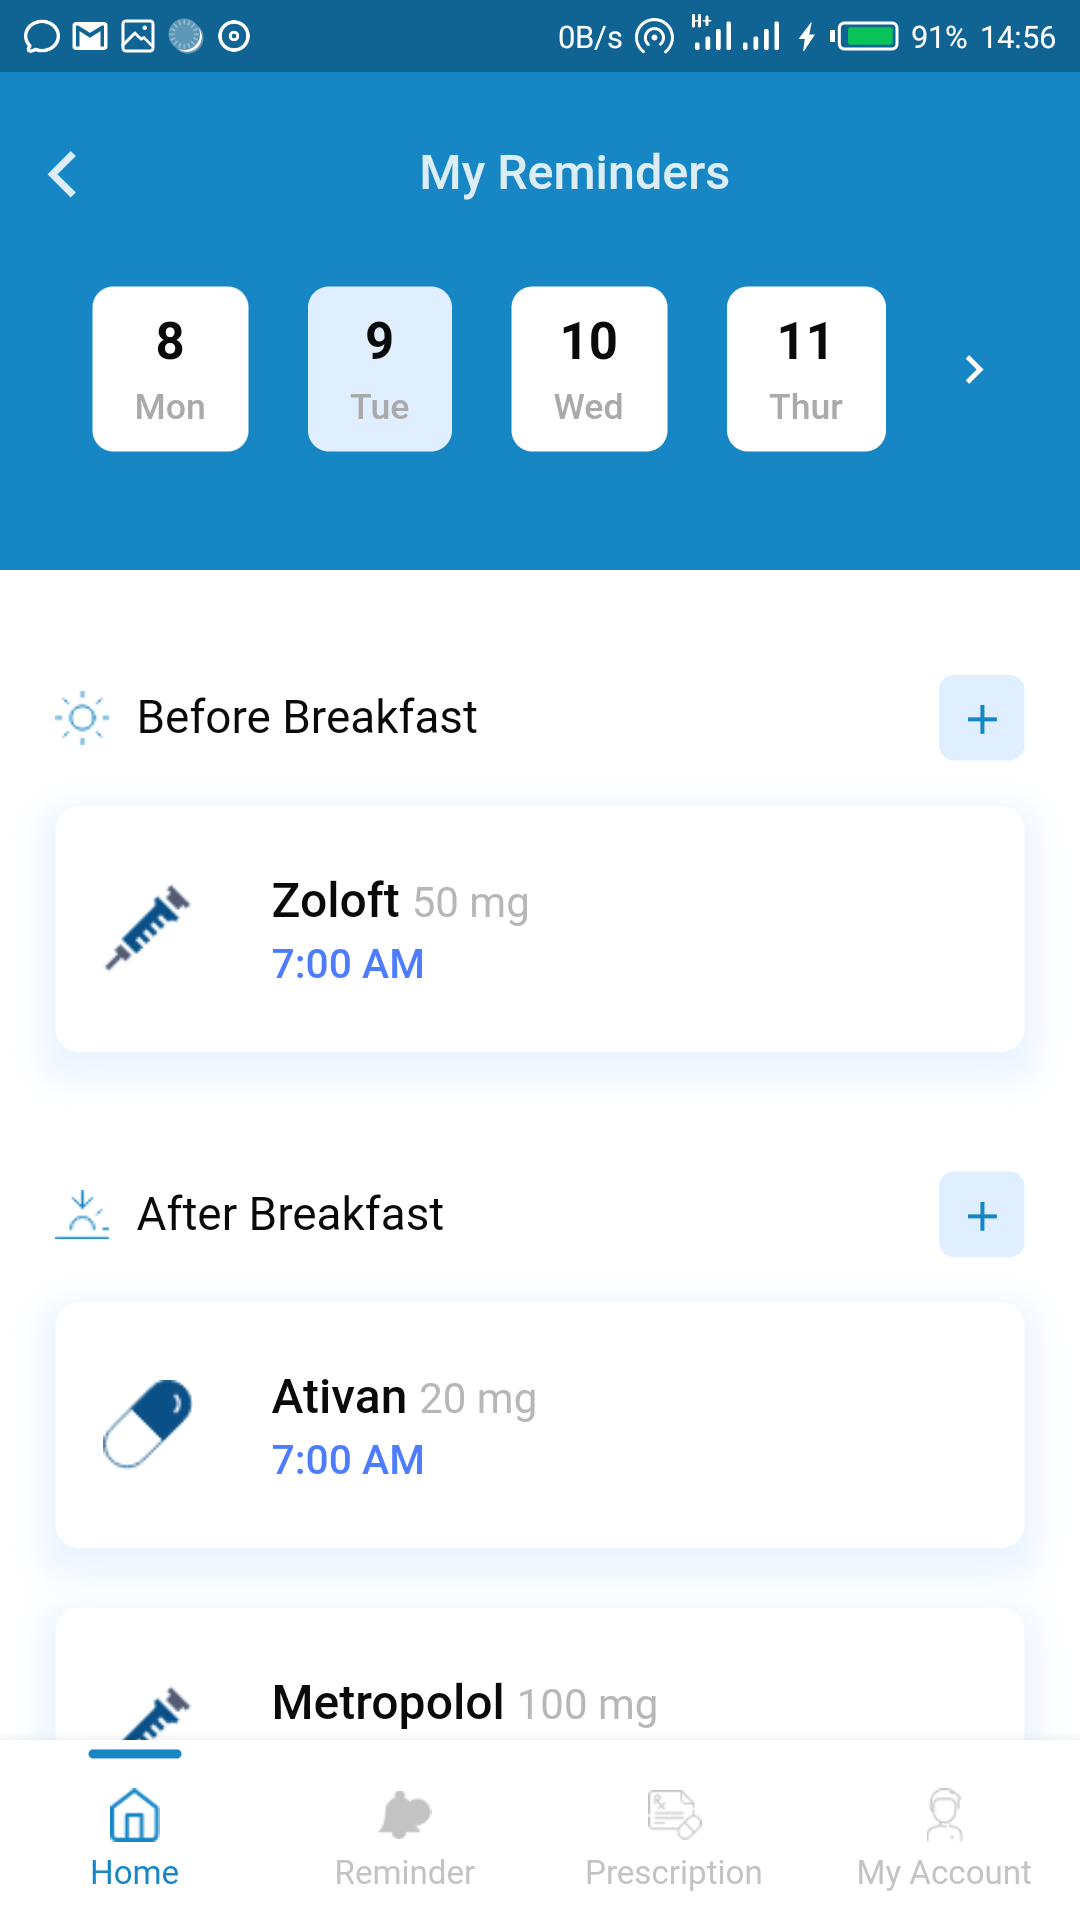 0B/s H+ 91% 14:56
My Reminders
8 9 10 11
Mon Tue Wed Thur
Before Breakfast +
Zoloft 50 mg
7:00 AM
After Breakfast +
Ativan 20 mg
7:00 AM
Metropolol 100 mg
Home Reminder Prescription My Account